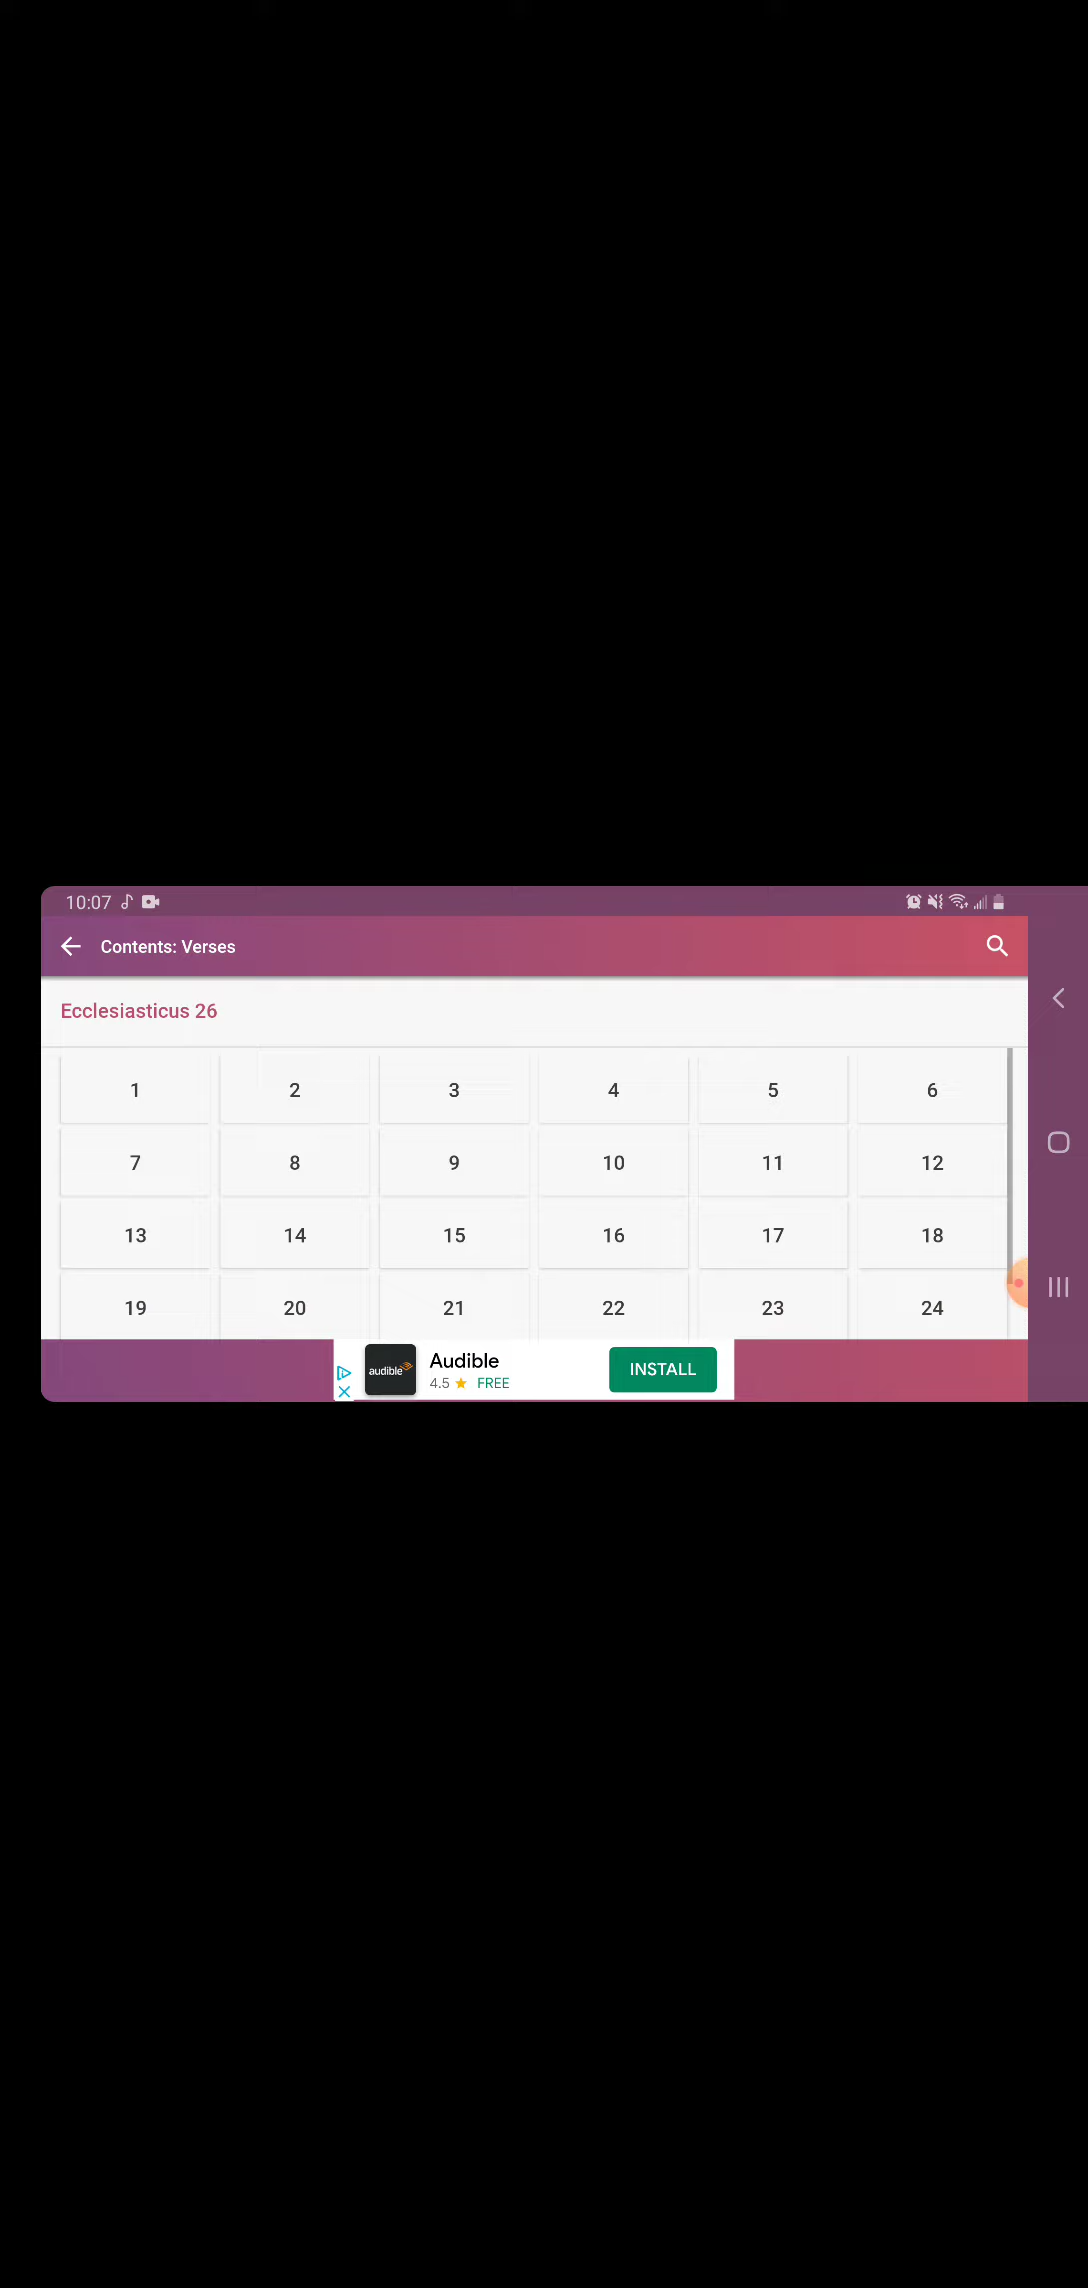 10:07
Contents: Verses
Ecclesiasticus 26
1 2 3 4 5 6
7 8 9 10 11 12
13 14 15 16 17 18
19 20 21 22 23 24
audible
Audible
4.5 FREE
INSTALL